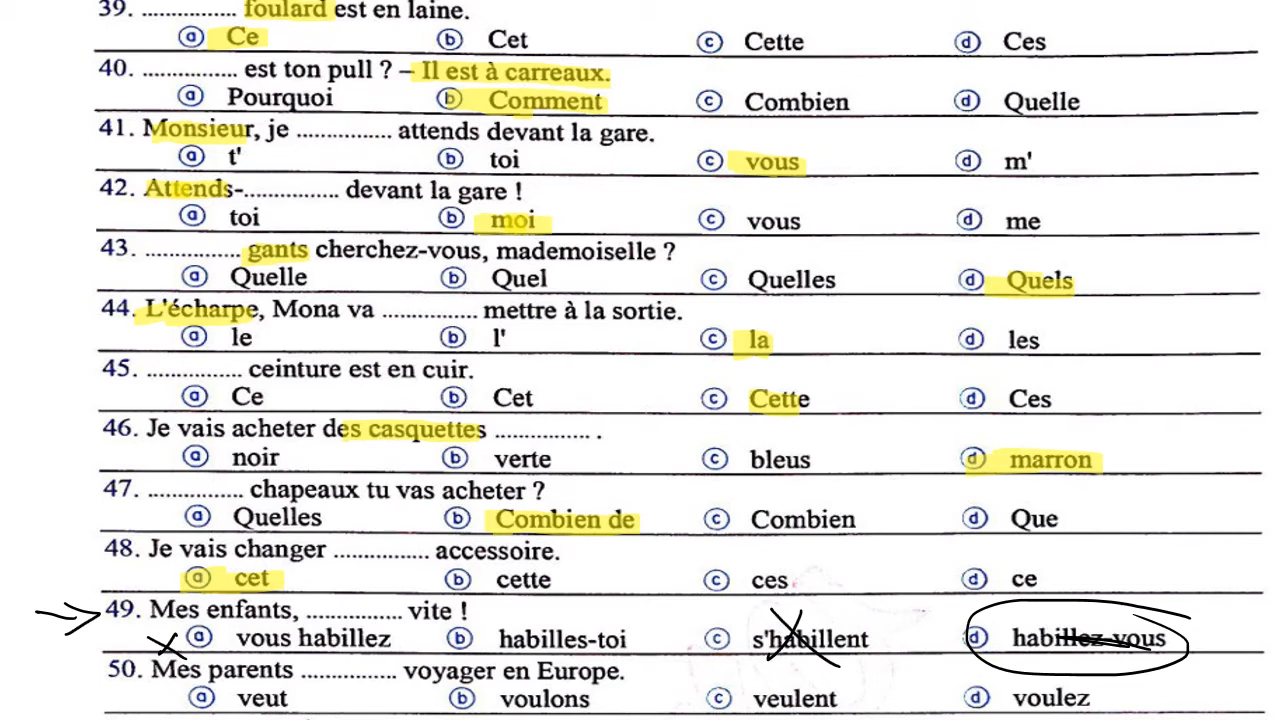 39. ................ foulard est en laine.
ⓐ Ce ⓑ Cet ⓒ Cette ⓓ Ces
40. ................ est ton pull ? – Il est à carreaux.
ⓐ Pourquoi ⓑ Comment ⓒ Combien ⓓ Quelle
41. Monsieur, je ................ attends devant la gare.
ⓐ t' ⓑ toi ⓒ vous ⓓ m'
42. Attends-................ devant la gare !
ⓐ toi ⓑ moi ⓒ vous ⓓ me
43. ................ gants cherchez-vous, mademoiselle ?
ⓐ Quelle ⓑ Quel ⓒ Quelles ⓓ Quels
44. L'écharpe, Mona va ................ mettre à la sortie.
ⓐ le ⓑ l' ⓒ la ⓓ les
45. ................ ceinture est en cuir.
ⓐ Ce ⓑ Cet ⓒ Cette ⓓ Ces
46. Je vais acheter des casquettes ................ .
ⓐ noir ⓑ verte ⓒ bleus ⓓ marron
47. ................ chapeaux tu vas acheter ?
ⓐ Quelles ⓑ Combien de ⓒ Combien ⓓ Que
48. Je vais changer ................ accessoire.
ⓐ cet ⓑ cette ⓒ ces ⓓ ce
49. Mes enfants, ................ vite !
ⓐ vous habillez ⓑ habilles-toi ⓒ s'habillent ⓓ habillez-vous
50. Mes parents ................ voyager en Europe.
ⓐ veut ⓑ voulons ⓒ veulent ⓓ voulez